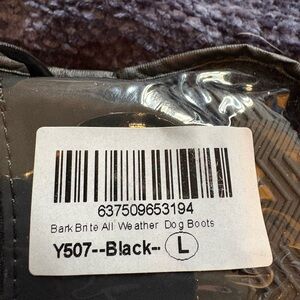 637509653194
Bark Brite All Weather Dog Boots
Y507--Black-- L